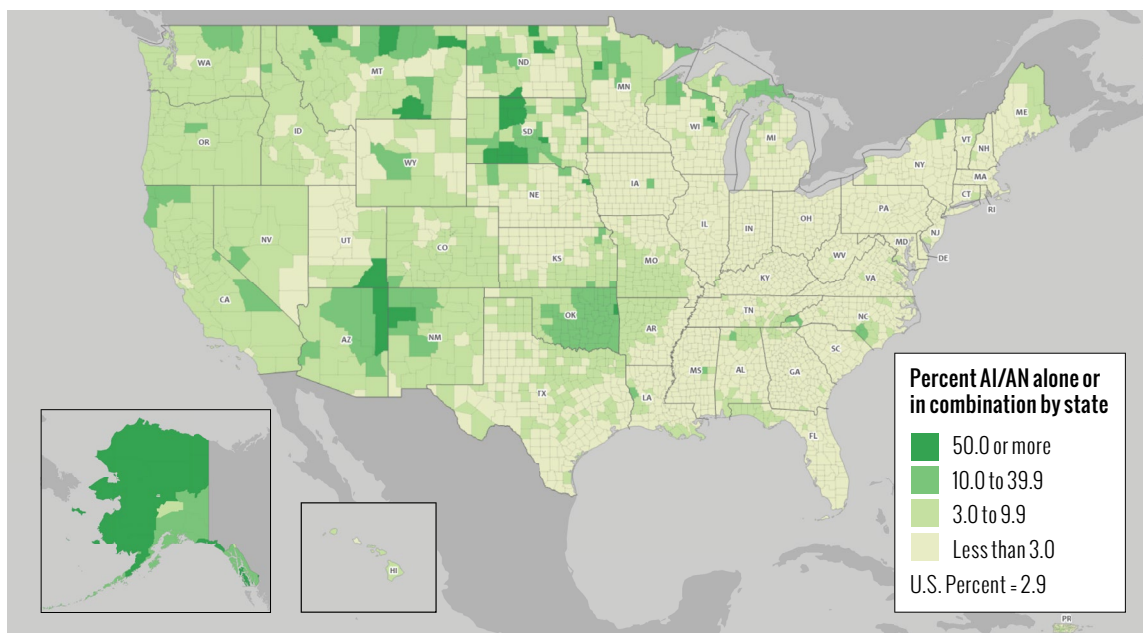 WA
MT
ND
MN
ME
OR
ID
SD
WI
MI
VT
NH
NY
MA
CT
RI
WY
NE
IA
PA
NJ
NV
UT
CO
IL
IN
OH
MD
DE
WV
KS
MO
KY
VA
CA
TN
NC
OK
AR
AZ
NM
SC
MS
AL
GA
TX
LA
FL
HI
PR
Percent AI/AN alone or
in combination by state
50.0 or more
10.0 to 39.9
3.0 to 9.9
Less than 3.0
U.S. Percent = 2.9